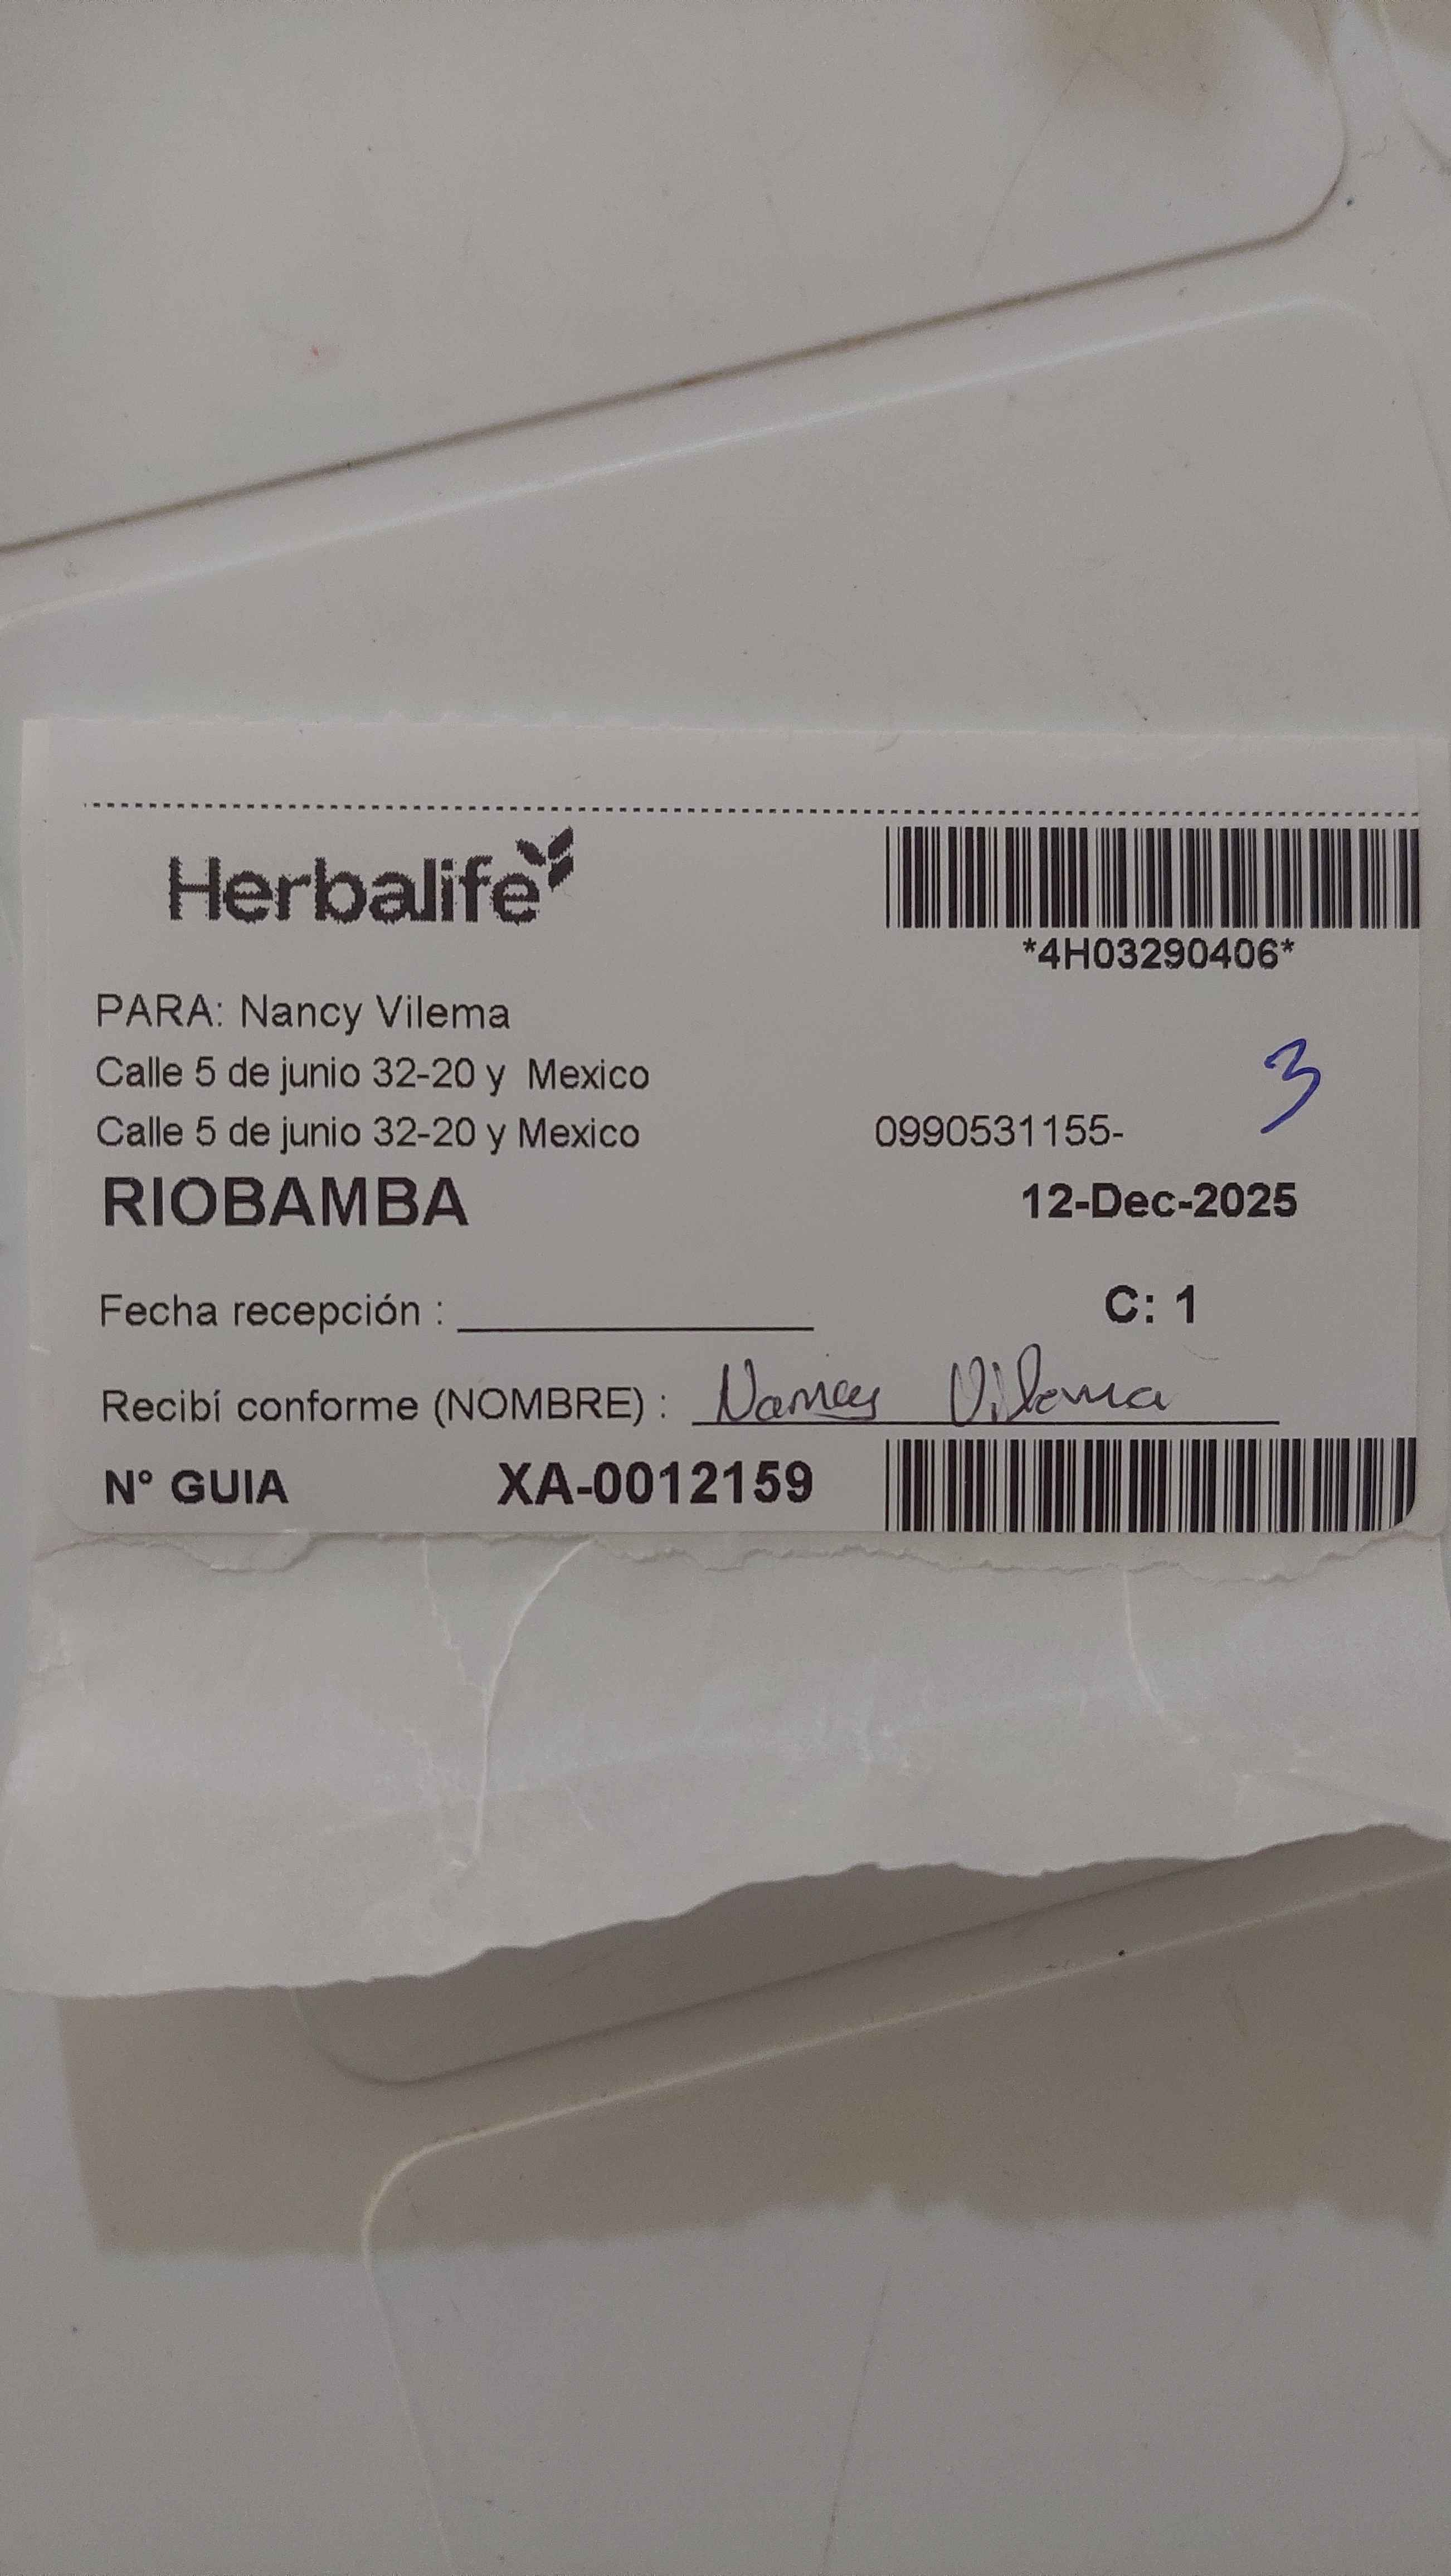 Herbalife
*4H03290406*
PARA: Nancy Vilema
Calle 5 de junio 32-20 y Mexico
3
Calle 5 de junio 32-20 y Mexico 0990531155-
RIOBAMBA 12-Dec-2025
Fecha recepción : C: 1
Recibí conforme (NOMBRE) : Nancy Vilema
N° GUIA XA-0012159